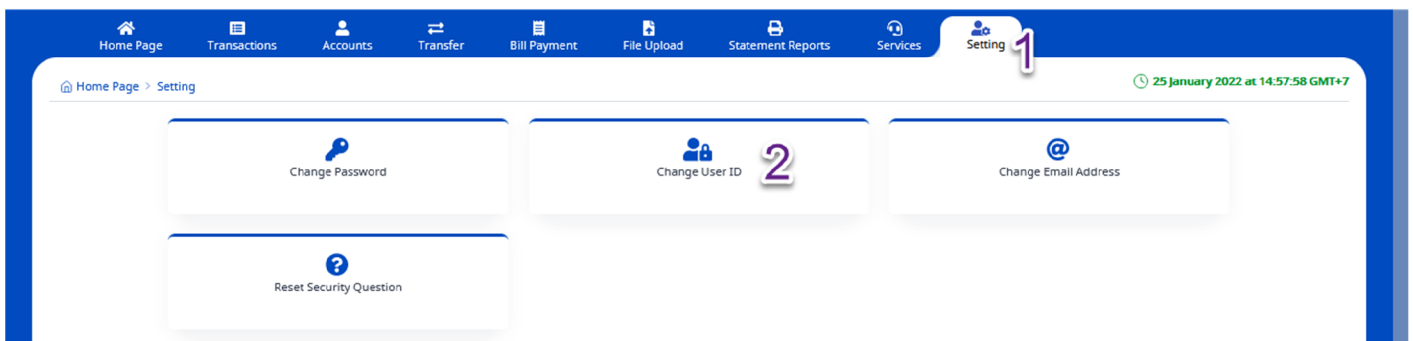 Home Page Transactions Accounts Transfer Bill Payment File Upload Statement Reports Services Setting 1
Home Page > Setting 25 January 2022 at 14:57:58 GMT+7
Change Password Change User ID 2 Change Email Address
Reset Security Question